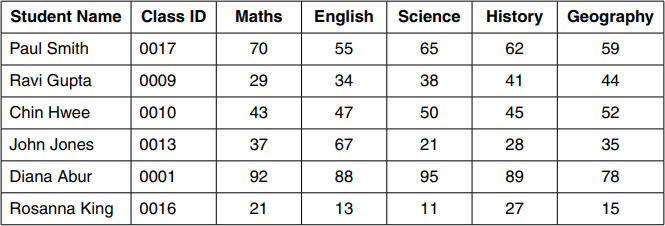 Student Name Class ID Maths English Science History Geography
Paul Smith 0017 70 55 65 62 59
Ravi Gupta 0009 29 34 38 41 44
Chin Hwee 0010 43 47 50 45 52
John Jones 0013 37 67 21 28 35
Diana Abur 0001 92 88 95 89 78
Rosanna King 0016 21 13 11 27 15